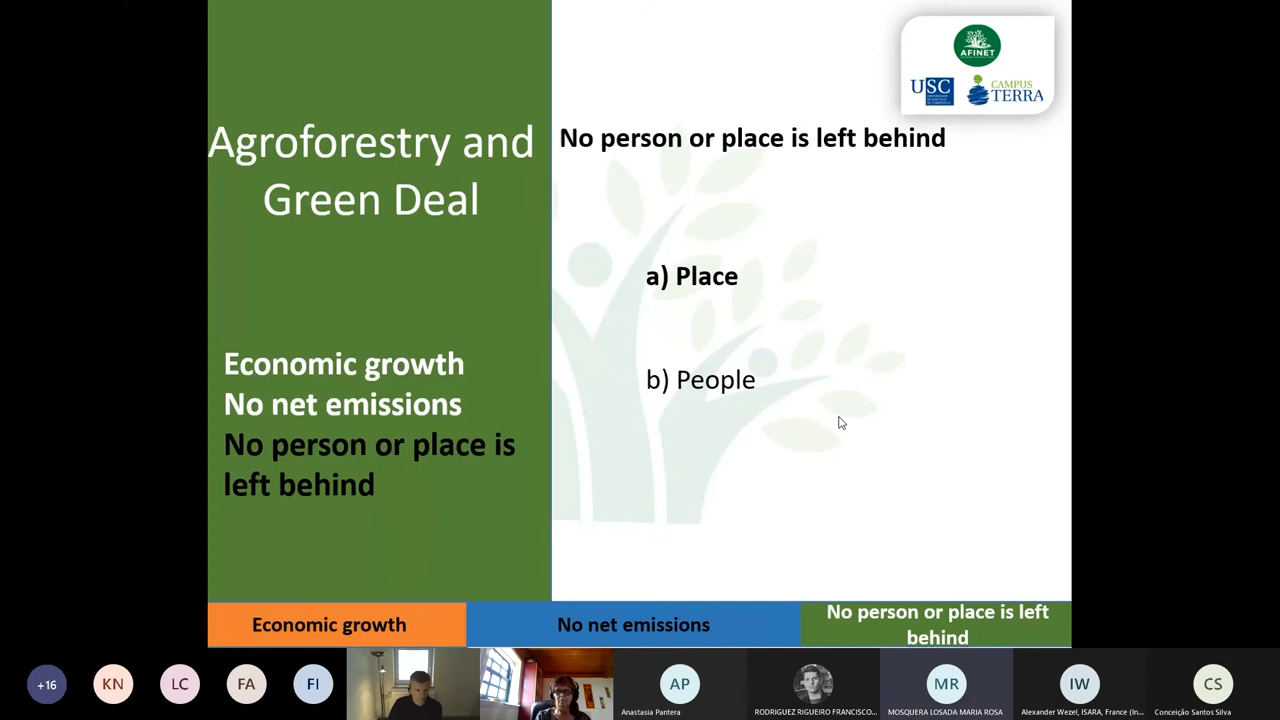 AFINET
USC
CAMPUS
TERRA
Agroforestry and
Green Deal
Economic growth
No net emissions
No person or place is
left behind
No person or place is left behind
a) Place
b) People
Economic growth
No net emissions
No person or place is left
behind
+16
KN
LC
FA
FI
AP
Anastasia Pantera
RODRIGUEZ RIGUEIRO FRANCISCO...
MR
MOSQUERA LOSADA MARIA ROSA
IW
Alexander Wezel, ISARA, France (In...
CS
Conceição Santos Silva